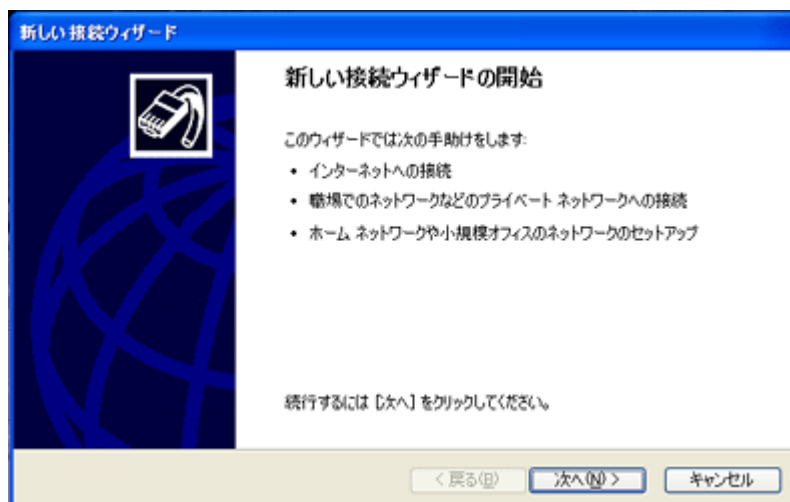 新しい接続ウィザード
新しい接続ウィザードの開始
このウィザードでは次の手助けをします:
• インターネットへの接続
• 職場でのネットワークなどのプライベート ネットワークへの接続
• ホーム ネットワークや小規模オフィスのネットワークのセットアップ
続行するには [次へ] をクリックしてください。
< 戻る(B) 次へ(N) > キャンセル